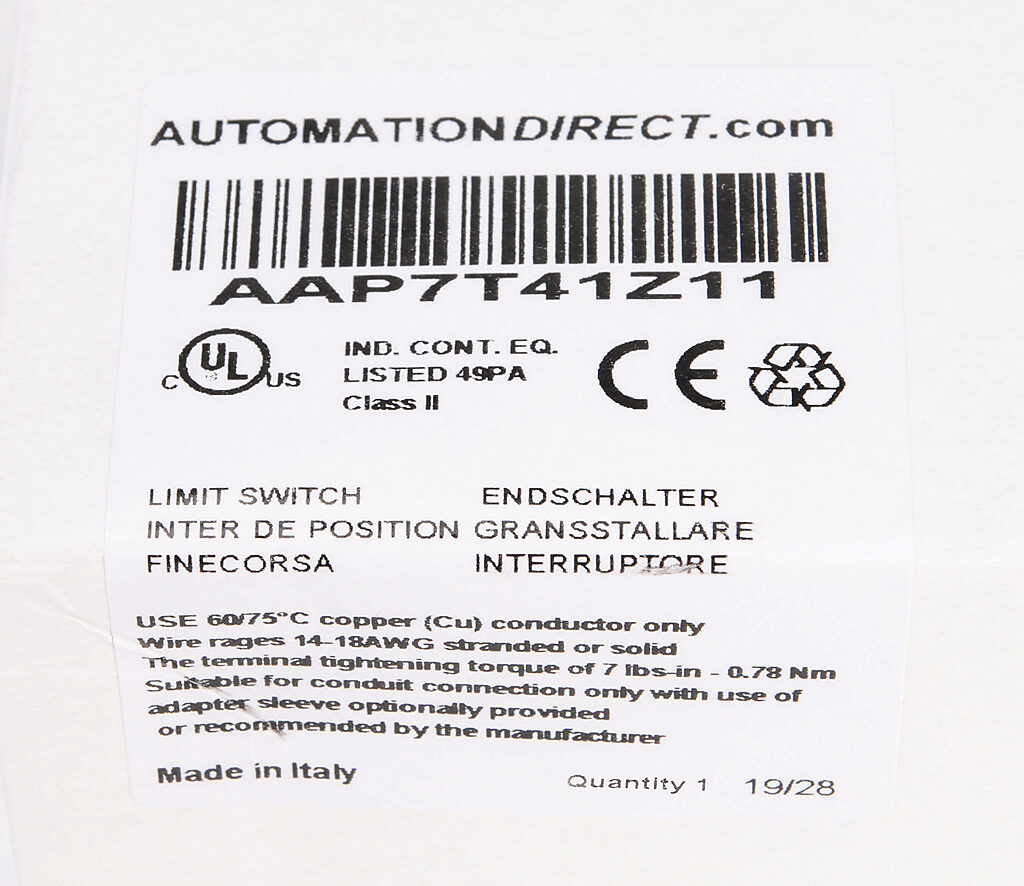 AUTOMATIONDIRECT.com
AAP7T41Z11
C UL US
IND. CONT. EQ.
LISTED 49PA
Class II
CE
LIMIT SWITCH
ENDSCHALTER
INTER DE POSITION
GRANSSTALLARE
FINECORSA
INTERRUPTORE
USE 60/75°C copper (Cu) conductor only
Wire rages 14-18AWG stranded or solid
The terminal tightening torque of 7 lbs-in - 0.78 Nm
Suitable for conduit connection only with use of
adapter sleeve optionally provided
or recommended by the manufacturer
Made in Italy
Quantity 1 19/28